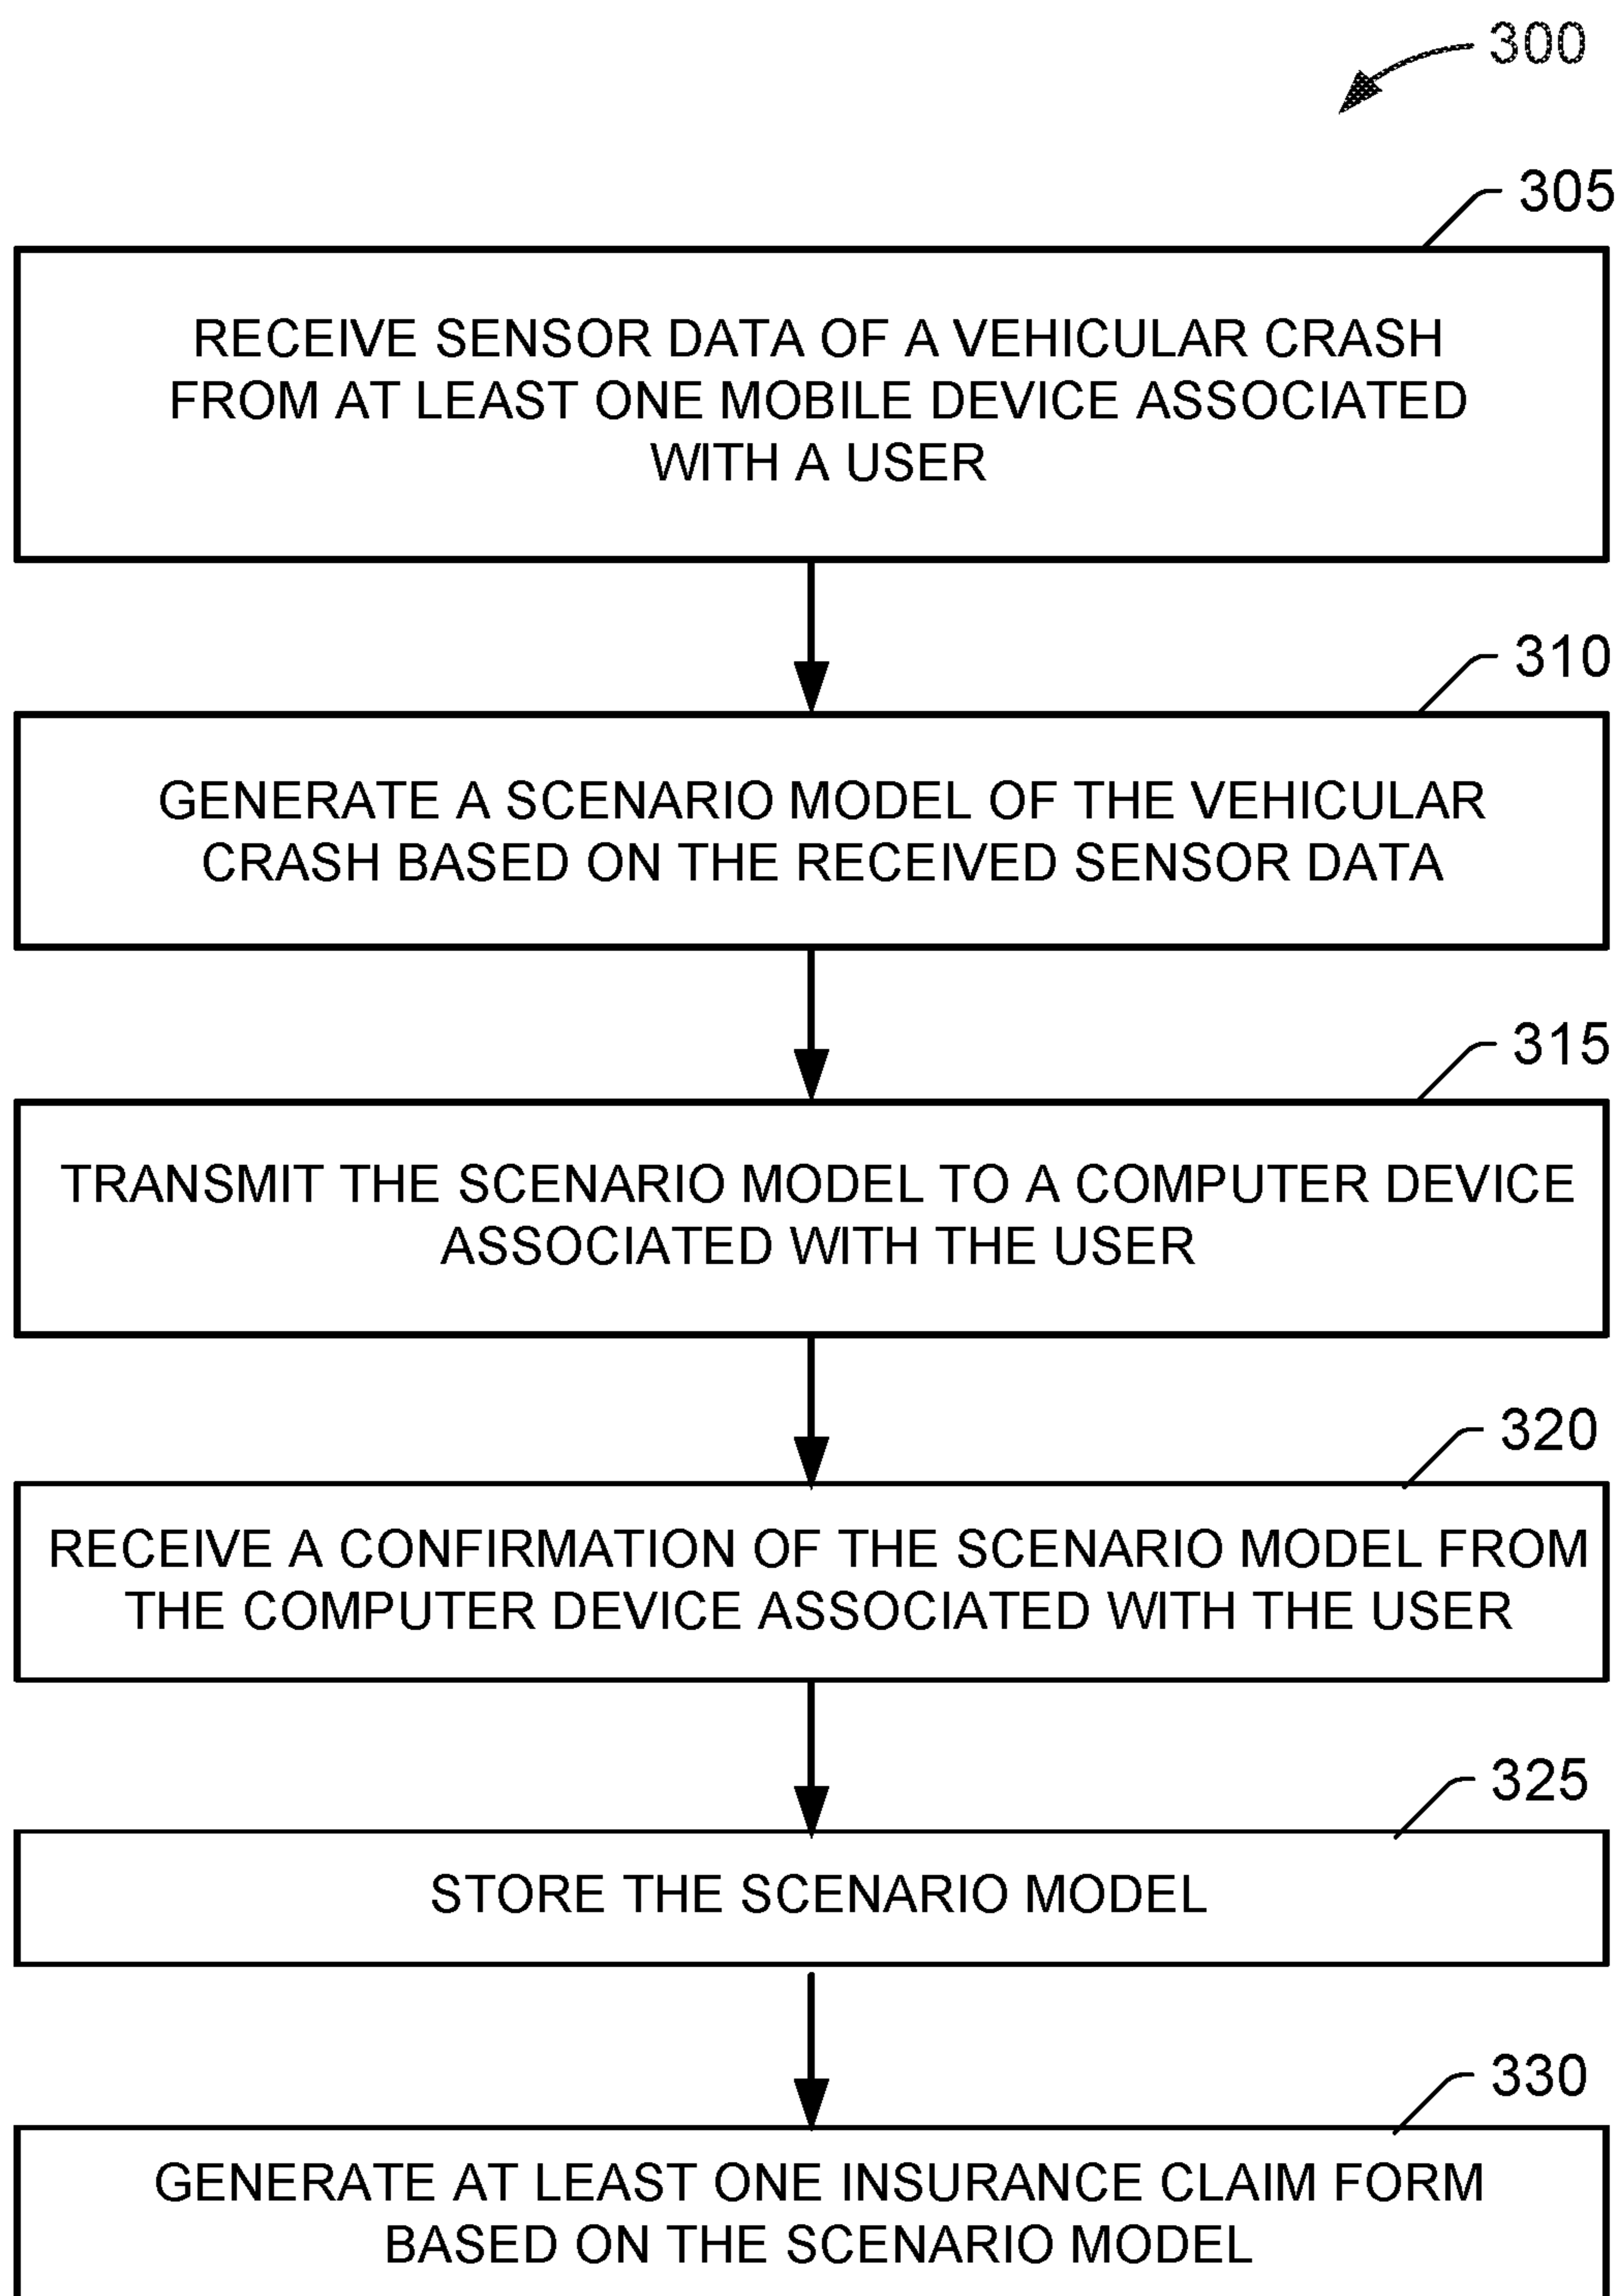 300
305
RECEIVE SENSOR DATA OF A VEHICULAR CRASH
FROM AT LEAST ONE MOBILE DEVICE ASSOCIATED
WITH A USER
310
GENERATE A SCENARIO MODEL OF THE VEHICULAR
CRASH BASED ON THE RECEIVED SENSOR DATA
315
TRANSMIT THE SCENARIO MODEL TO A COMPUTER DEVICE
ASSOCIATED WITH THE USER
320
RECEIVE A CONFIRMATION OF THE SCENARIO MODEL FROM
THE COMPUTER DEVICE ASSOCIATED WITH THE USER
325
STORE THE SCENARIO MODEL
330
GENERATE AT LEAST ONE INSURANCE CLAIM FORM
BASED ON THE SCENARIO MODEL